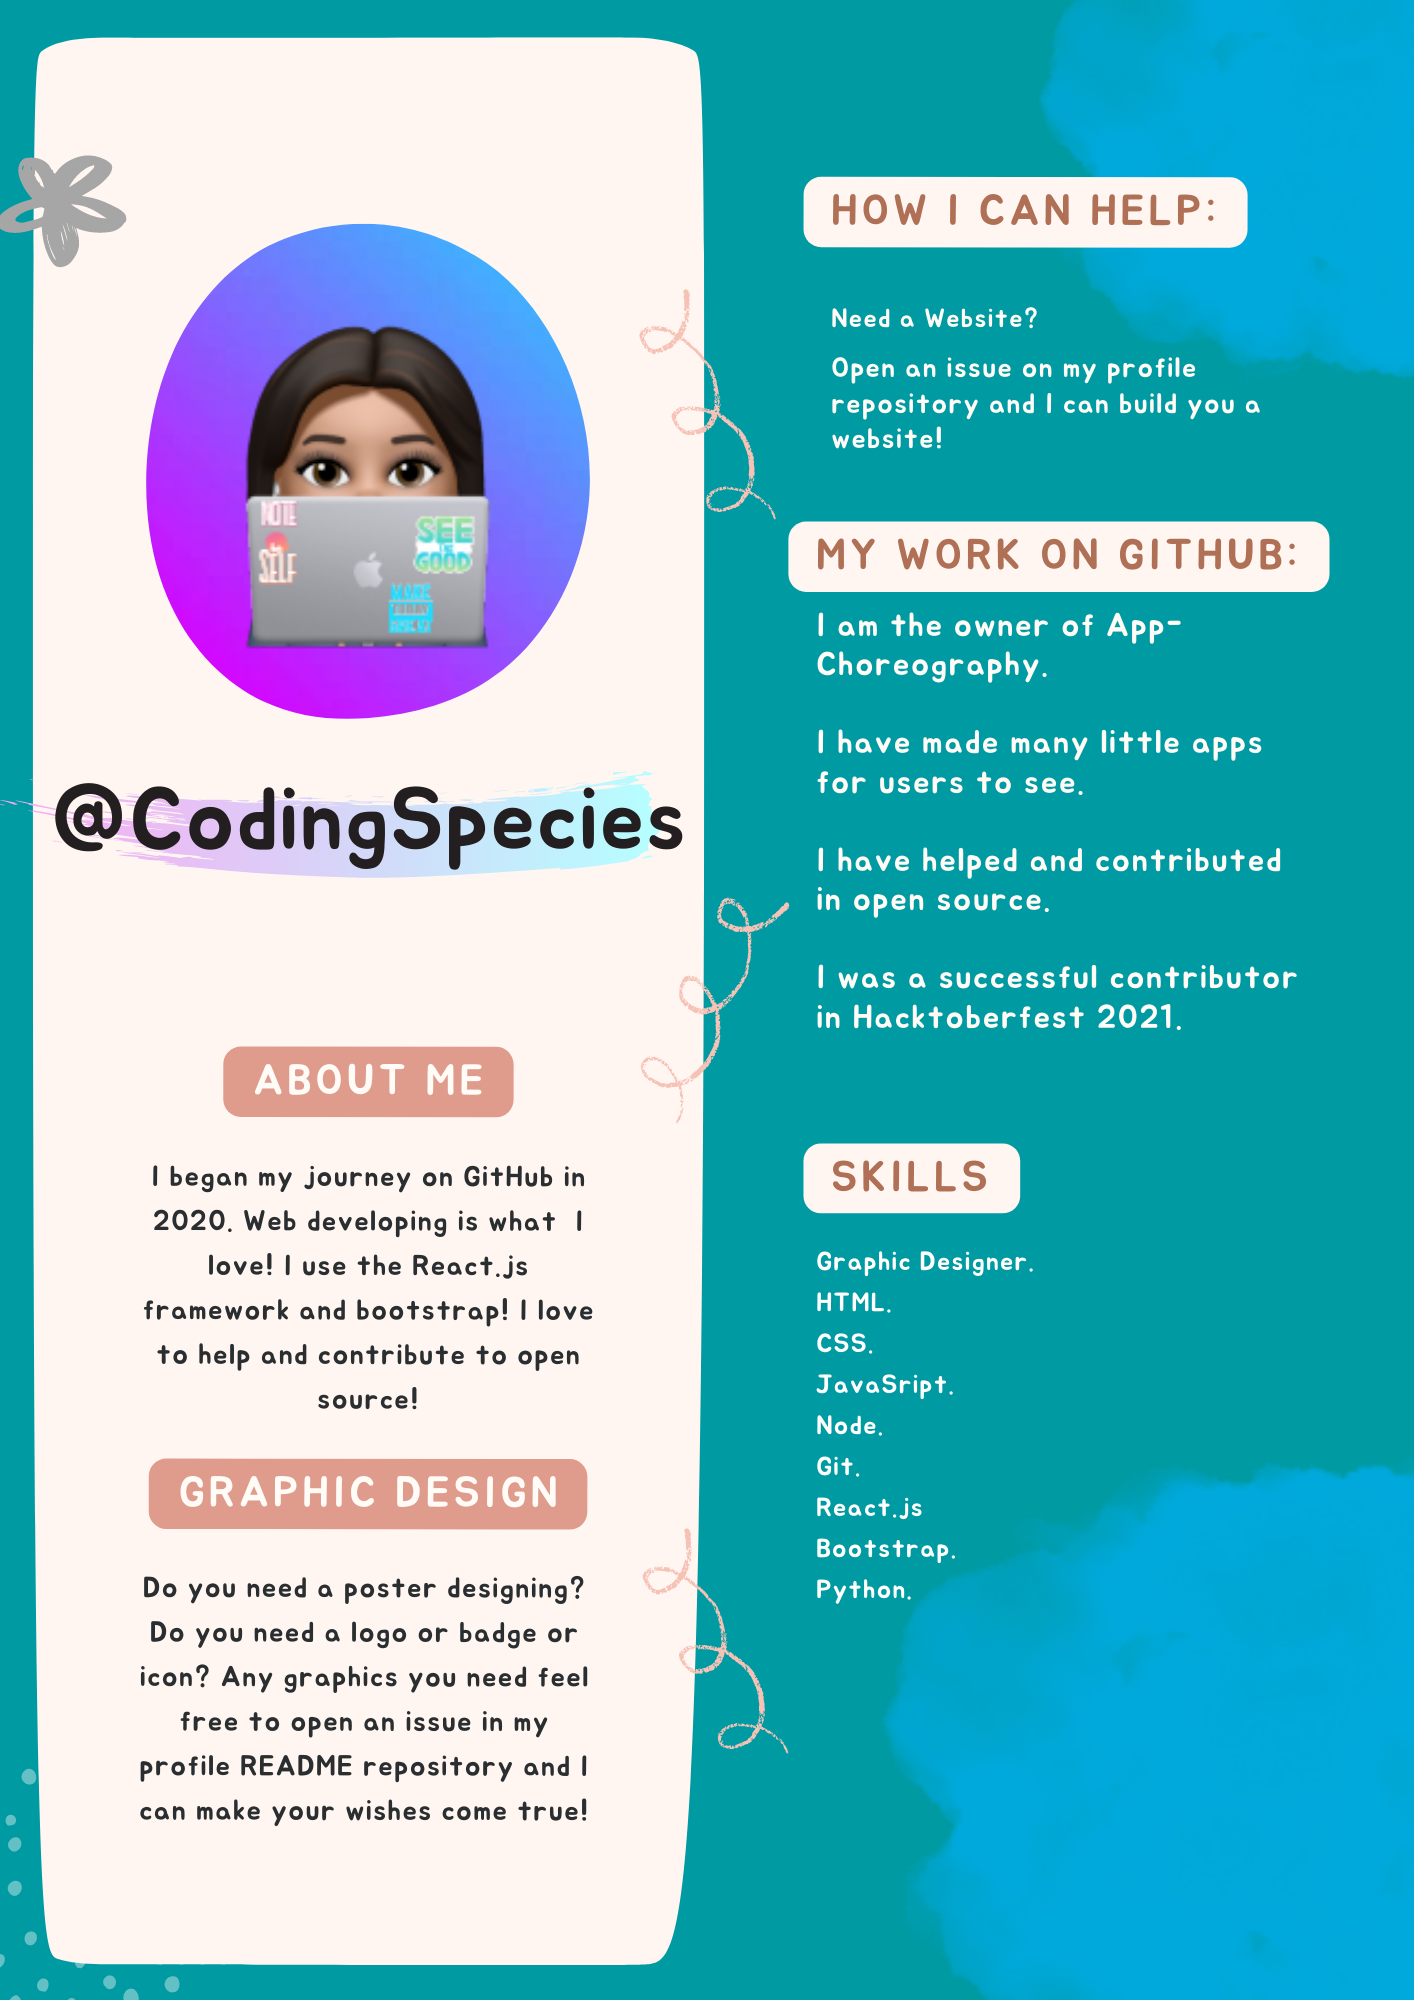 NOTE
SELF
SEE
GOOD
MAKE
@CodingSpecies
ABOUT ME
I began my journey on GitHub in
2020. Web developing is what I
love! I use the React.js
framework and bootstrap! I love
to help and contribute to open
source!
GRAPHIC DESIGN
Do you need a poster designing?
Do you need a logo or badge or
icon? Any graphics you need feel
free to open an issue in my
profile README repository and I
can make your wishes come true!
HOW I CAN HELP:
Need a Website?
Open an issue on my profile
repository and I can build you a
website!
MY WORK ON GITHUB:
I am the owner of App-
Choreography.
I have made many little apps
for users to see.
I have helped and contributed
in open source.
I was a successful contributor
in Hacktoberfest 2021.
SKILLS
Graphic Designer.
HTML.
CSS.
JavaSript.
Node.
Git.
React.js
Bootstrap.
Python.